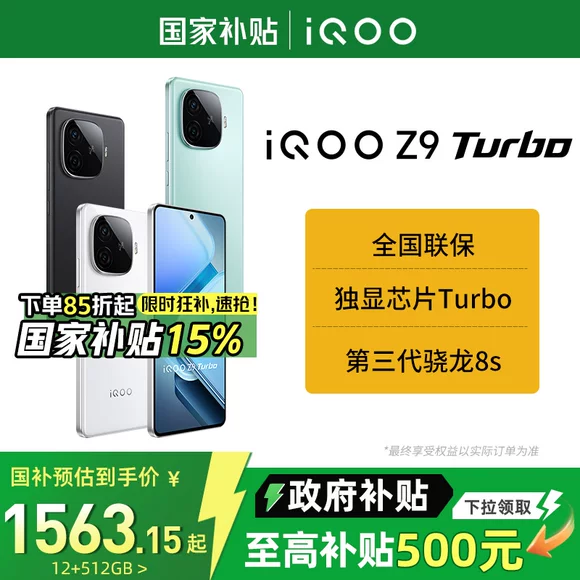 国家补贴 | iQOO
iQOO Z9 Turbo
全国联保
独显芯片Turbo
第三代骁龙8s
下单85折起 限时狂补,速抢!
国家补贴15%
iQOO
iQOO Z9 Turbo
*最终享受权益以实际订单为准
国补预估到手价 ¥
1563.15起
12+512GB >
政府补贴 下拉领取
至高补贴500元